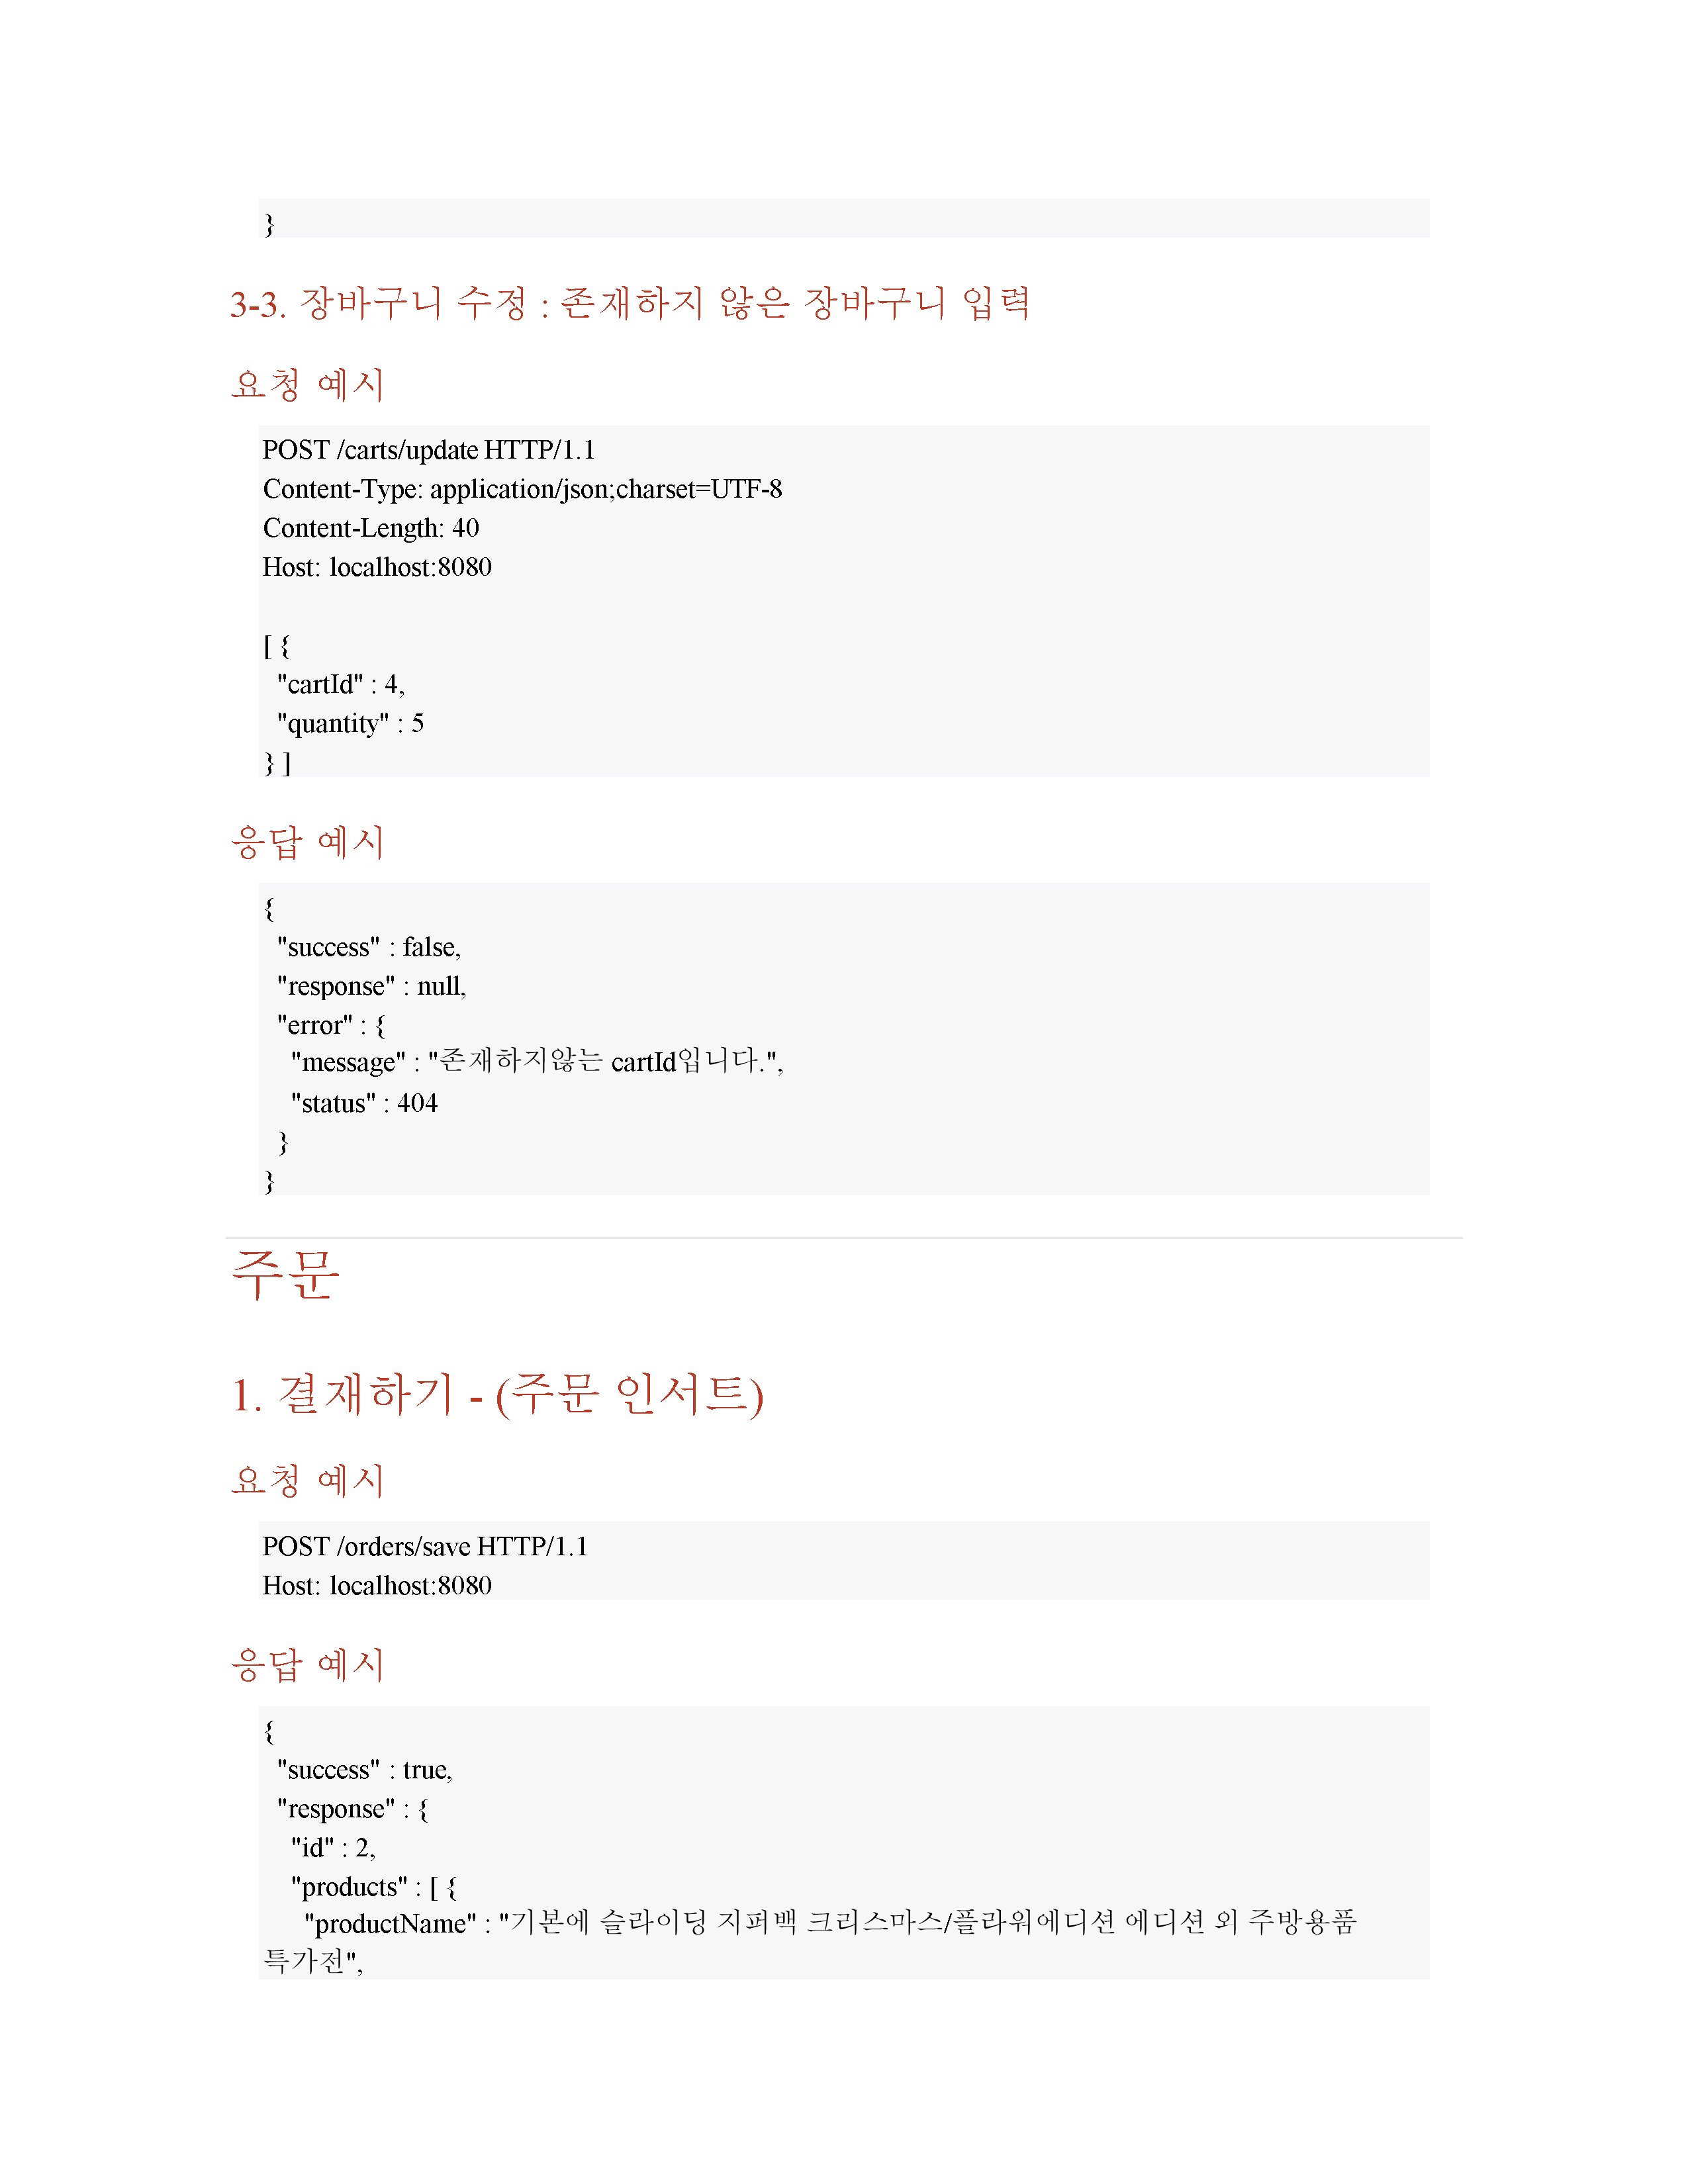 }
3-3. 장바구니 수정 : 존재하지 않은 장바구니 입력
요청 예시
POST /carts/update HTTP/1.1
Content-Type: application/json;charset=UTF-8
Content-Length: 40
Host: localhost:8080
[ {
"cartId" : 4,
"quantity" : 5
} ]
응답 예시
{
"success" : false,
"response" : null,
"error" : {
"message" : "존재하지않는 cartId입니다.",
"status" : 404
}
}
주문
1. 결재하기 - (주문 인서트)
요청 예시
POST /orders/save HTTP/1.1
Host: localhost:8080
응답 예시
{
"success" : true,
"response" : {
"id" : 2,
"products" : [ {
"productName" : "기본에 슬라이딩 지퍼백 크리스마스/플라워에디션 에디션 외 주방용품
특가전",